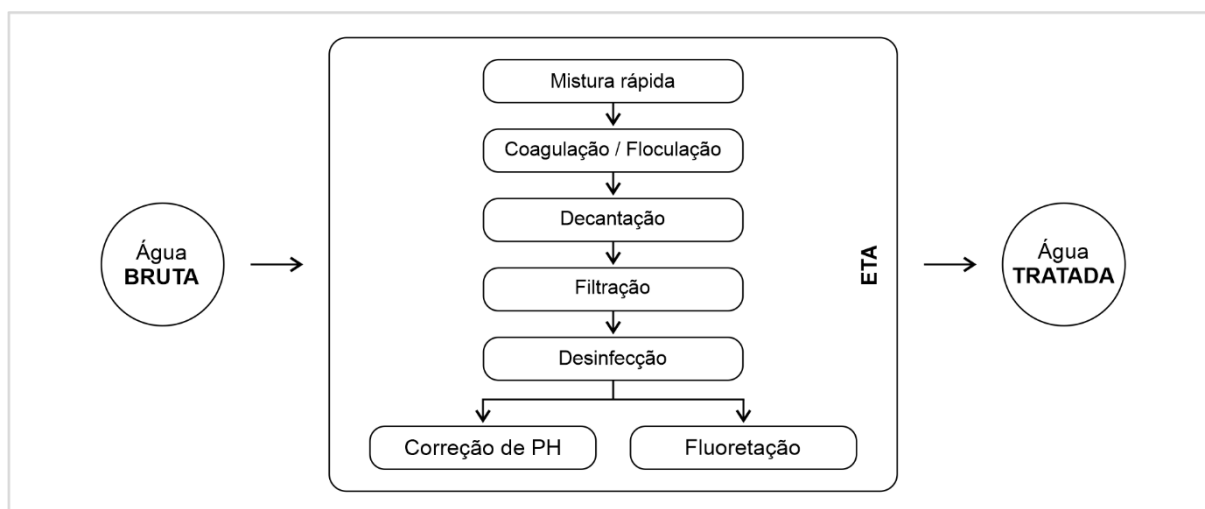 Água
BRUTA
Mistura rápida
Coagulação / Floculação
Decantação
Filtração
Desinfecção
Correção de PH
Fluoretação
ETA
Água
TRATADA